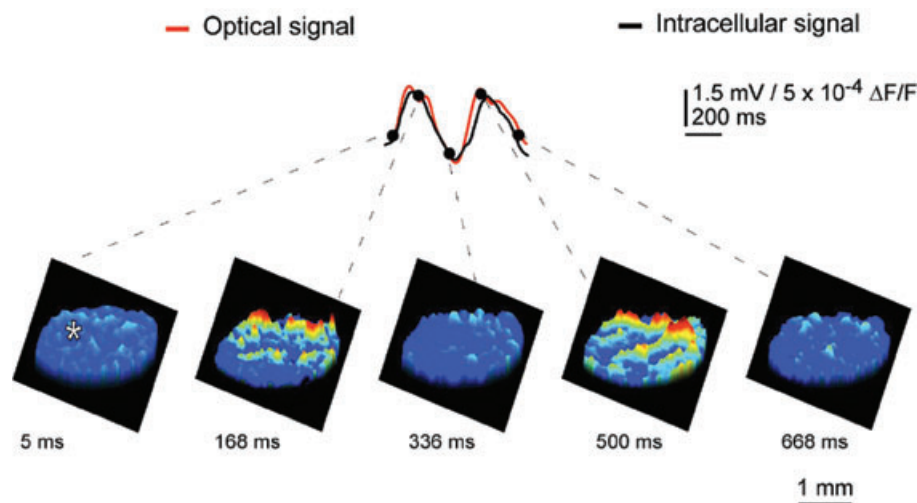 Optical signal
Intracellular signal
1.5 mV / 5 x 10⁻⁴ ΔF/F
200 ms
*
5 ms
168 ms
336 ms
500 ms
668 ms
1 mm